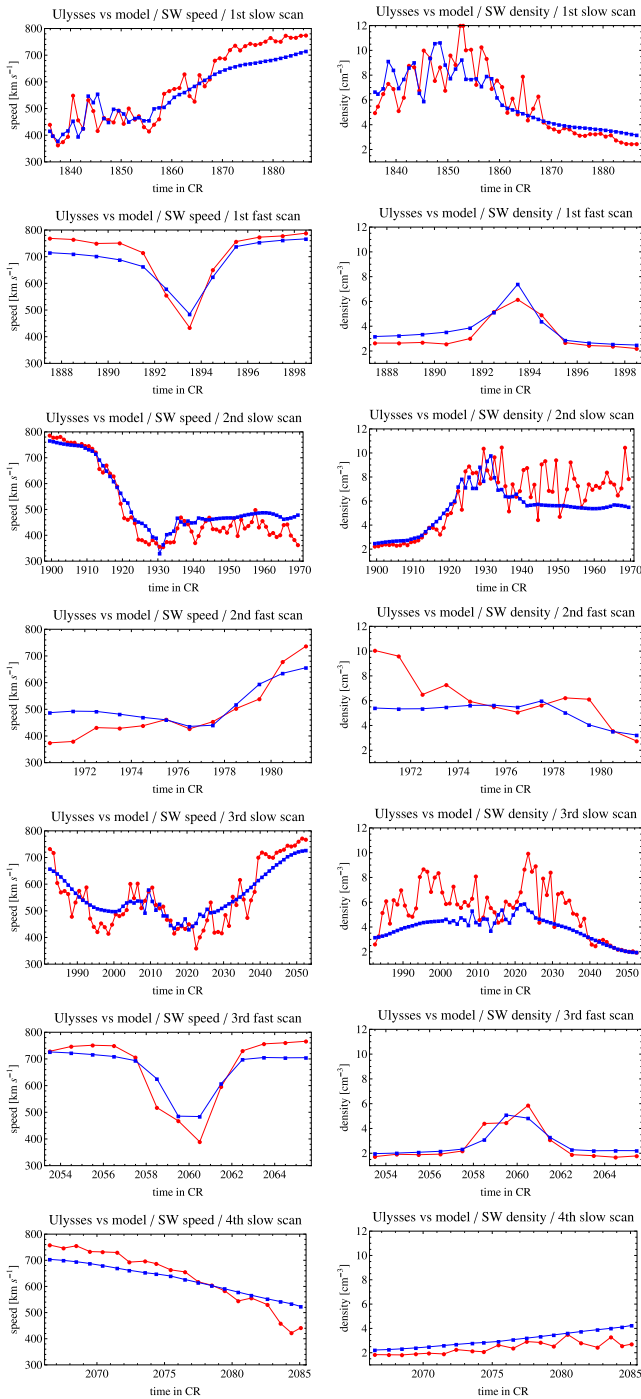 Ulysses vs model / SW speed / 1st slow scan
speed [km s⁻¹]
800
700
600
500
400
300
1840 1850 1860 1870 1880
time in CR
Ulysses vs model / SW density / 1st slow scan
density [cm⁻³]
12
10
8
6
4
2
1840 1850 1860 1870 1880
time in CR
Ulysses vs model / SW speed / 1st fast scan
speed [km s⁻¹]
800
700
600
500
400
300
1888 1890 1892 1894 1896 1898
time in CR
Ulysses vs model / SW density / 1st fast scan
density [cm⁻³]
12
10
8
6
4
2
1888 1890 1892 1894 1896 1898
time in CR
Ulysses vs model / SW speed / 2nd slow scan
speed [km s⁻¹]
800
700
600
500
400
300
1900 1910 1920 1930 1940 1950 1960 1970
time in CR
Ulysses vs model / SW density / 2nd slow scan
density [cm⁻³]
12
10
8
6
4
2
1900 1910 1920 1930 1940 1950 1960 1970
time in CR
Ulysses vs model / SW speed / 2nd fast scan
speed [km s⁻¹]
800
700
600
500
400
300
1972 1974 1976 1978 1980
time in CR
Ulysses vs model / SW density / 2nd fast scan
density [cm⁻³]
12
10
8
6
4
2
1972 1974 1976 1978 1980
time in CR
Ulysses vs model / SW speed / 3rd slow scan
speed [km s⁻¹]
800
700
600
500
400
300
1990 2000 2010 2020 2030 2040 2050
time in CR
Ulysses vs model / SW density / 3rd slow scan
density [cm⁻³]
12
10
8
6
4
2
1990 2000 2010 2020 2030 2040 2050
time in CR
Ulysses vs model / SW speed / 3rd fast scan
speed [km s⁻¹]
800
700
600
500
400
300
2054 2056 2058 2060 2062 2064
time in CR
Ulysses vs model / SW density / 3rd fast scan
density [cm⁻³]
12
10
8
6
4
2
2054 2056 2058 2060 2062 2064
time in CR
Ulysses vs model / SW speed / 4th slow scan
speed [km s⁻¹]
800
700
600
500
400
300
2070 2075 2080 2085
time in CR
Ulysses vs model / SW density / 4th slow scan
density [cm⁻³]
12
10
8
6
4
2
2070 2075 2080 2085
time in CR